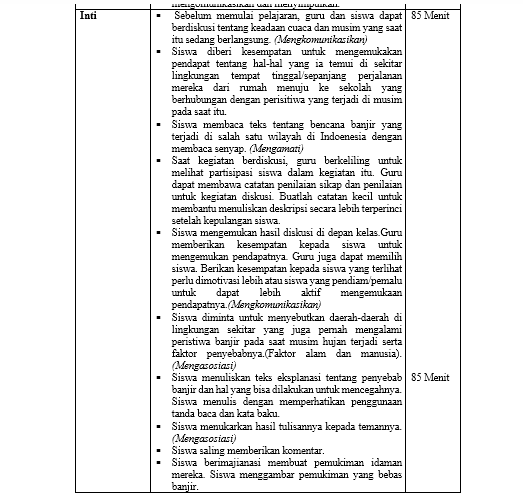 mengomunikasikan dan menyimpulkan.
Inti
▪ Sebelum memulai pelajaran, guru dan siswa dapat 85 Menit
berdiskusi tentang keadaan cuaca dan musim yang saat
itu sedang berlangsung. (Mengkomunikasikan)
▪ Siswa diberi kesempatan untuk mengemukakan
pendapat tentang hal-hal yang ia temui di sekitar
lingkungan tempat tinggal/sepanjang perjalanan
mereka dari rumah menuju ke sekolah yang
berhubungan dengan perisitiwa yang terjadi di musim
pada saat itu.
▪ Siswa membaca teks tentang bencana banjir yang
terjadi di salah satu wilayah di Indoenesia dengan
membaca senyap. (Mengamati)
▪ Saat kegiatan berdiskusi, guru berkeliling untuk
melihat partisipasi siswa dalam kegiatan itu. Guru
dapat membawa catatan penilaian sikap dan penilaian
untuk kegiatan diskusi. Buatlah catatan kecil untuk
membantu menuliskan deskripsi secara lebih terperinci
setelah kepulangan siswa.
▪ Siswa mengemukan hasil diskusi di depan kelas.Guru
memberikan kesempatan kepada siswa untuk
mengemukan pendapatnya. Guru juga dapat memilih
siswa. Berikan kesempatan kepada siswa yang terlihat
perlu dimotivasi lebih atau siswa yang pendiam/pemalu
untuk dapat lebih aktif mengemukaan
pendapatnya.(Mengkomunikasikan)
▪ Siswa diminta untuk menyebutkan daerah-daerah di
lingkungan sekitar yang juga pernah mengalami
peristiwa banjir pada saat musim hujan terjadi serta
faktor penyebabnya.(Faktor alam dan manusia).
(Mengasosiasi)
▪ Siswa menuliskan teks eksplanasi tentang penyebab 85 Menit
banjir dan hal yang bisa dilakukan untuk mencegahnya.
Siswa menulis dengan memperhatikan penggunaan
tanda baca dan kata baku.
▪ Siswa menukarkan hasil tulisannya kepada temannya.
(Mengasosiasi)
▪ Siswa saling memberikan komentar.
▪ Siswa berimajianasi membuat pemukiman idaman
mereka. Siswa menggambar pemukiman yang bebas
banjir.